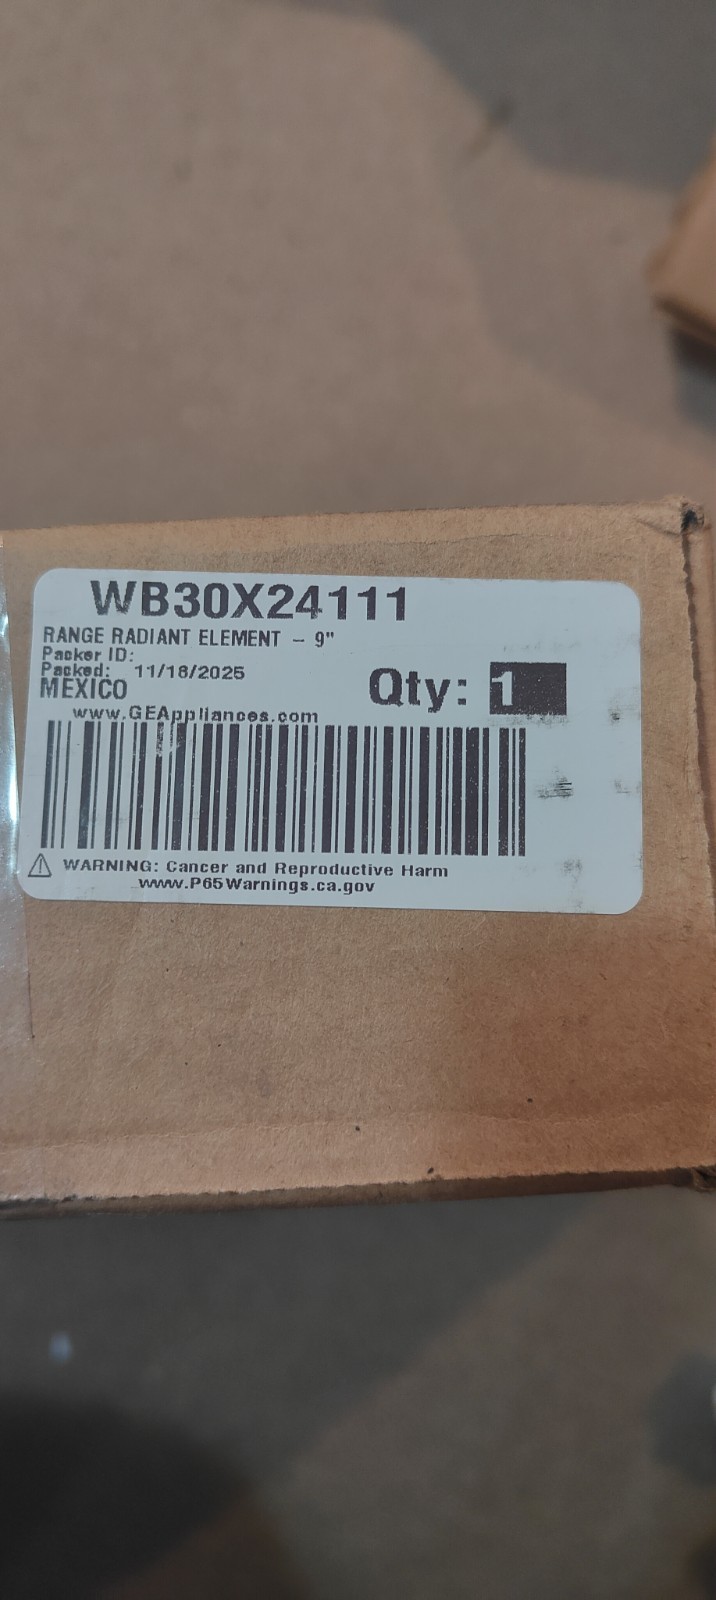 WB30X24111
RANGE RADIANT ELEMENT - 9"
Packer ID:
Packed: 11/18/2025
MEXICO
Qty: 1
www.GEAppliances.com
WARNING: Cancer and Reproductive Harm
www.P65Warnings.ca.gov